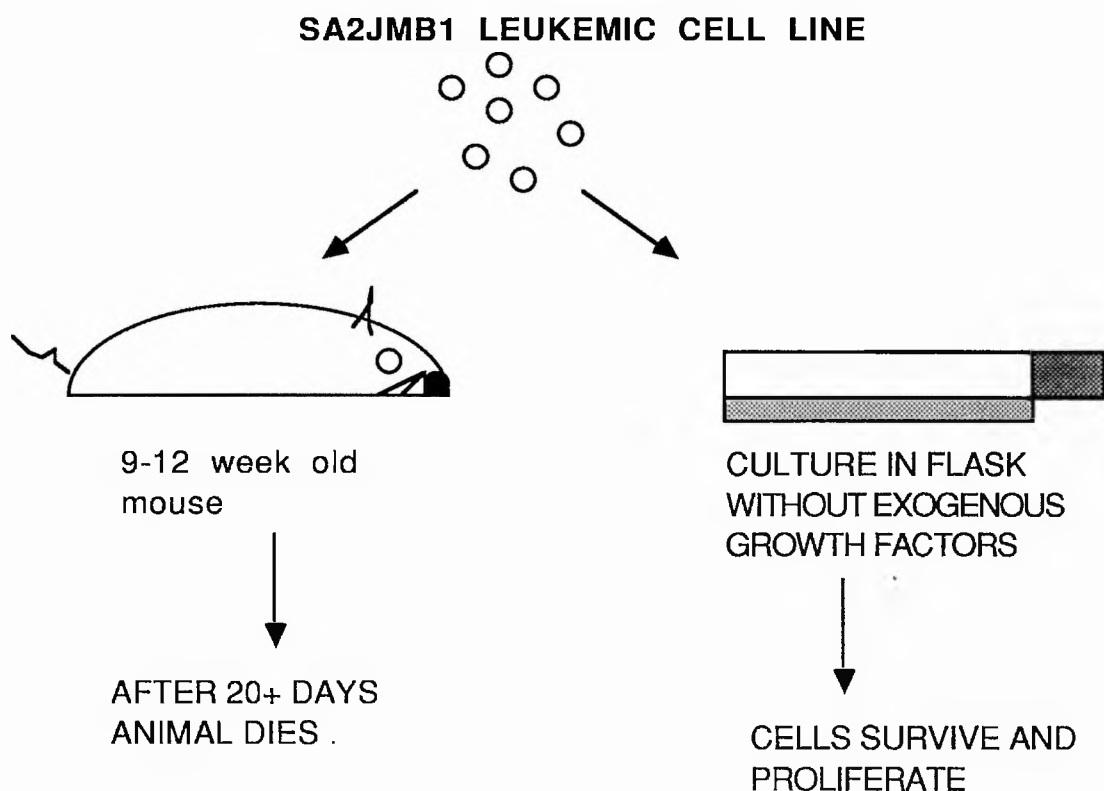 SA2JMB1 LEUKEMIC CELL LINE
9-12 week old
mouse
AFTER 20+ DAYS
ANIMAL DIES .
CULTURE IN FLASK
WITHOUT EXOGENOUS
GROWTH FACTORS
CELLS SURVIVE AND
PROLIFERATE